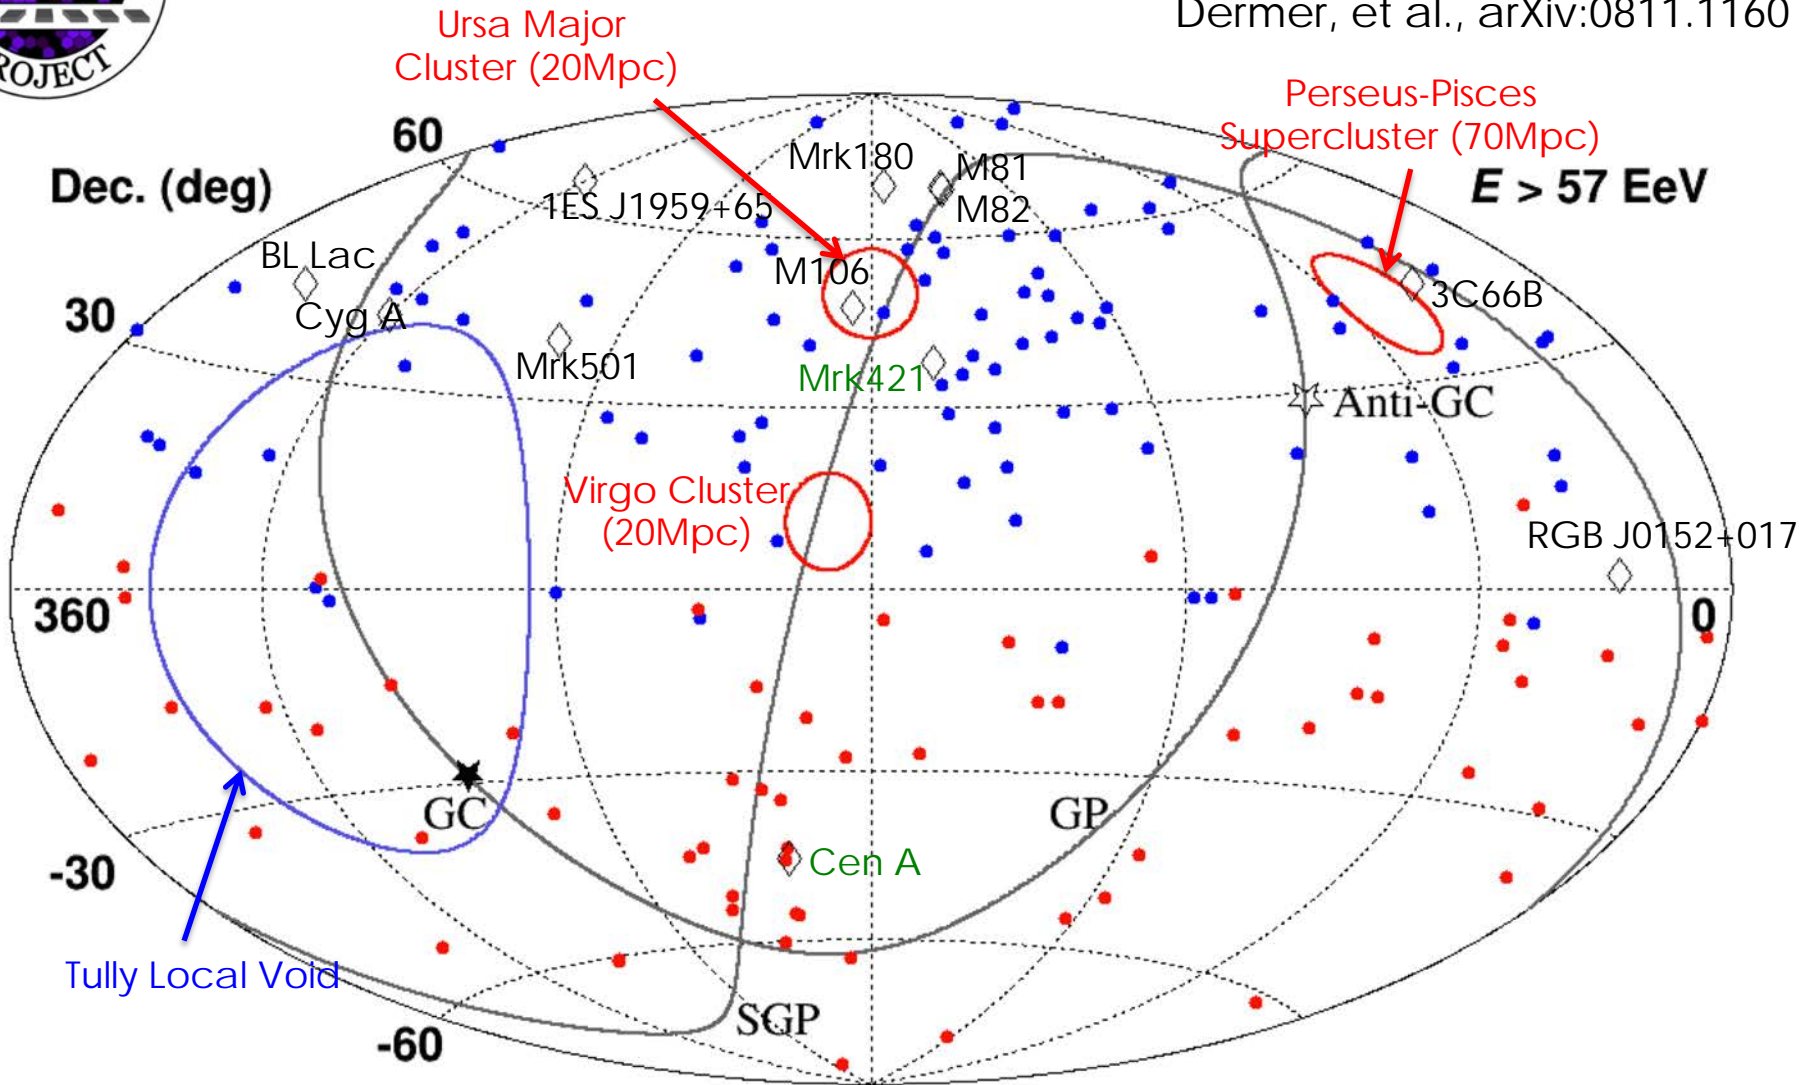 Dermer, et al., arXiv:0811.1160
ROJECT
Ursa Major
Cluster (20Mpc)
Perseus-Pisces
Supercluster (70Mpc)
60
Dec. (deg)
E > 57 EeV
Mrk180
M81
M82
1ES J1959+65
BL Lac
M106
3C66B
Cyg A
30
Mrk501
Mrk421
Anti-GC
Virgo Cluster
(20Mpc)
RGB J0152+017
360
0
GC
GP
Cen A
-30
Tully Local Void
SGP
-60